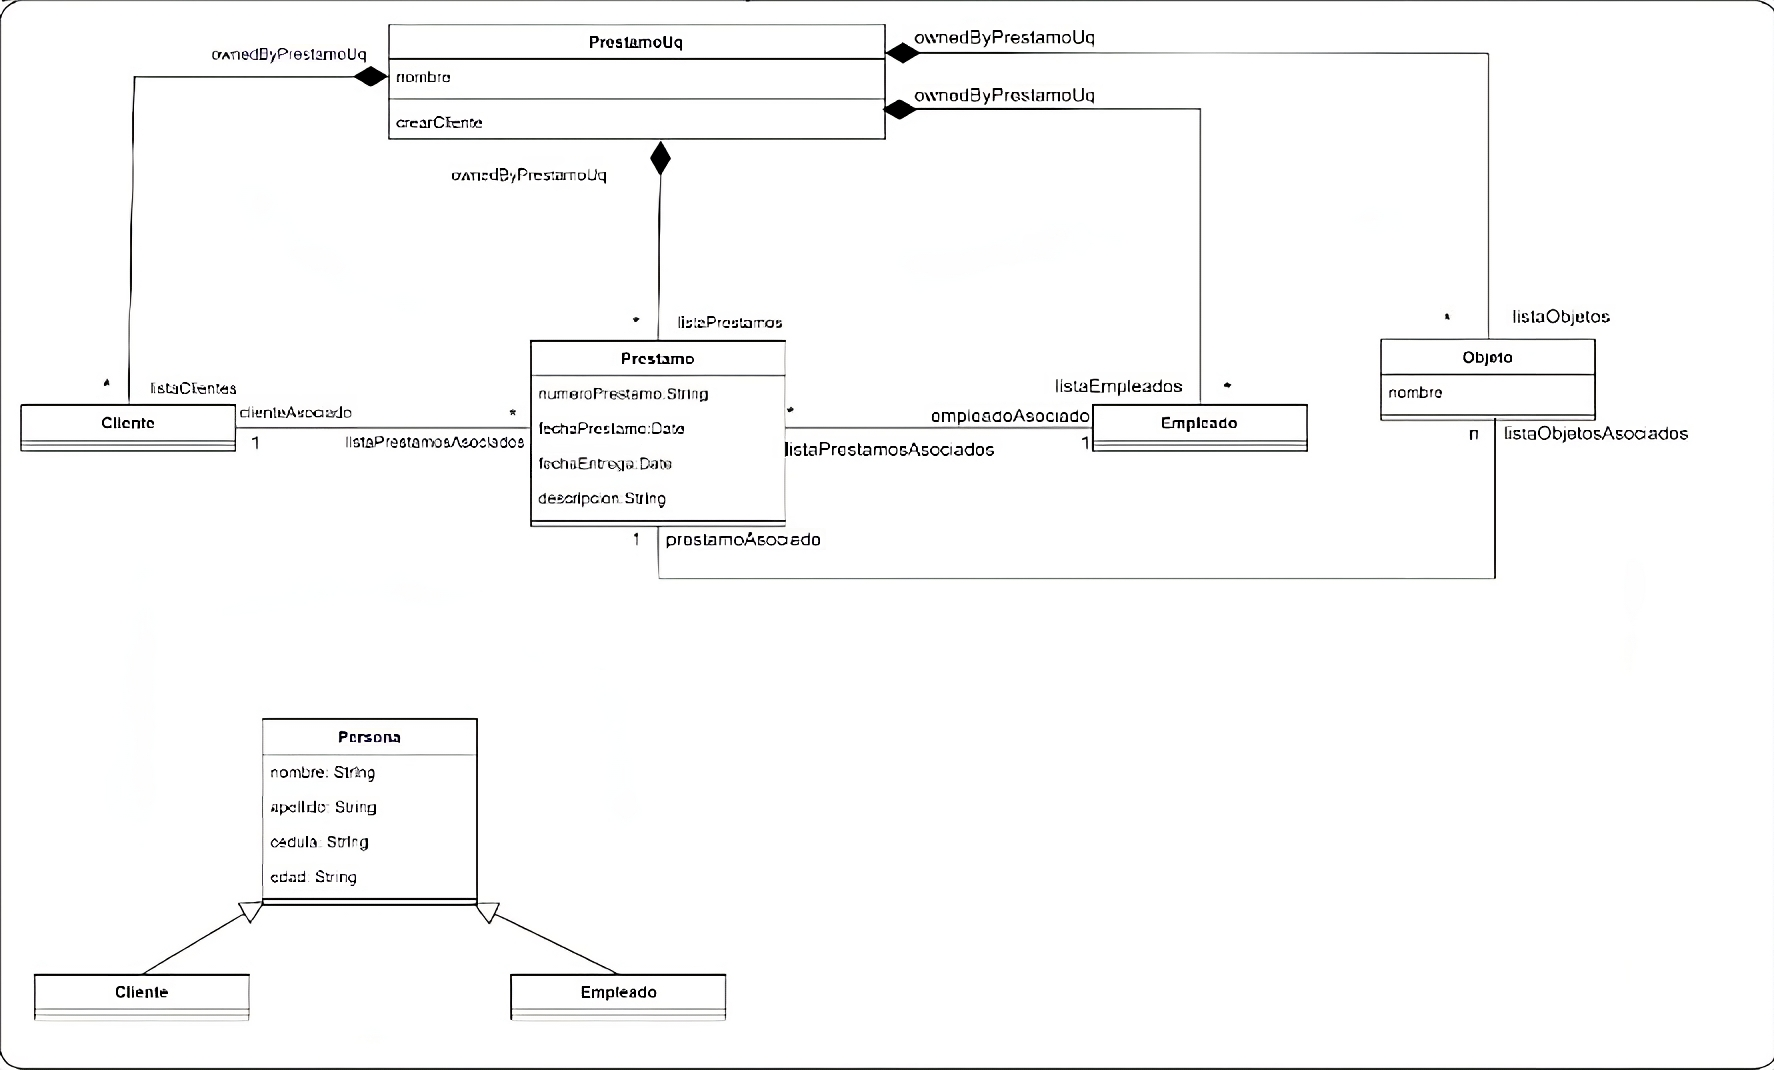 PrestamoUq
nombre
crearCliente
ownedByPrestamoUq
ownedByPrestamoUq
ownedByPrestamoUq
ownedByPrestamoUq
* listaPrestamos
* listaClientes
listaEmpleados *
* listaObjetos
Cliente
clienteAsociado
1
*
listaPrestamosAsociados
Prestamo
numeroPrestamo:String
fechaPrestamo:Date
fechaEntrega:Date
descripcion:String
*
listaPrestamosAsociados
empleadoAsociado
1
Empleado
Objeto
nombre
n listaObjetosAsociados
1 prestamoAsociado
Persona
nombre: String
apellido: String
cedula: String
edad: String
Cliente
Empleado